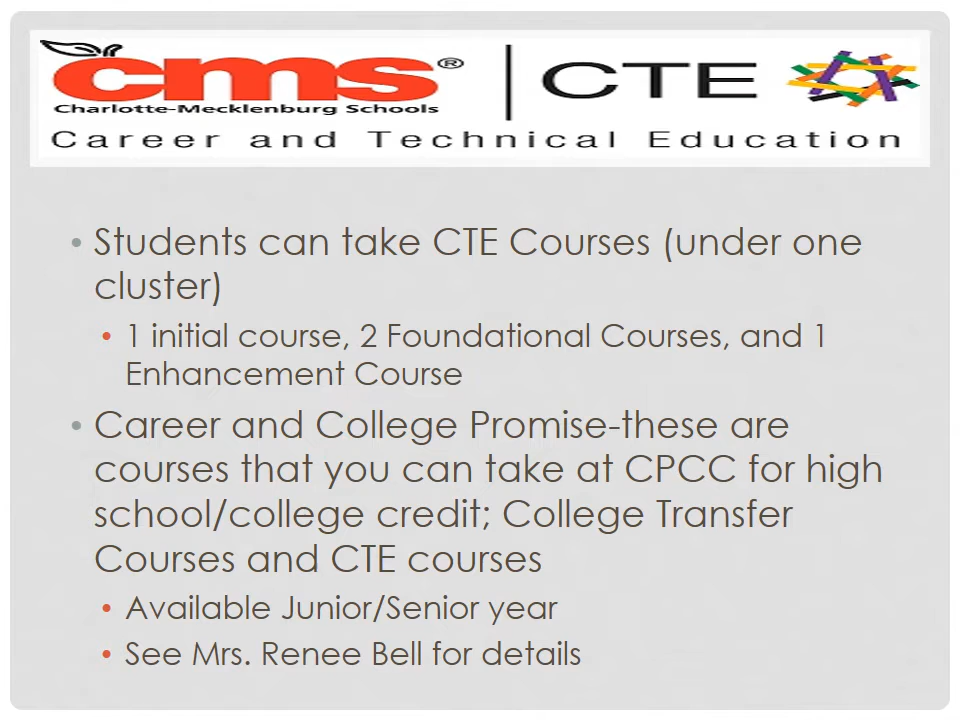 cms® | CTE
Charlotte-Mecklenburg Schools
Career and Technical Education
• Students can take CTE Courses (under one
cluster)
• 1 initial course, 2 Foundational Courses, and 1
Enhancement Course
• Career and College Promise-these are
courses that you can take at CPCC for high
school/college credit; College Transfer
Courses and CTE courses
• Available Junior/Senior year
• See Mrs. Renee Bell for details